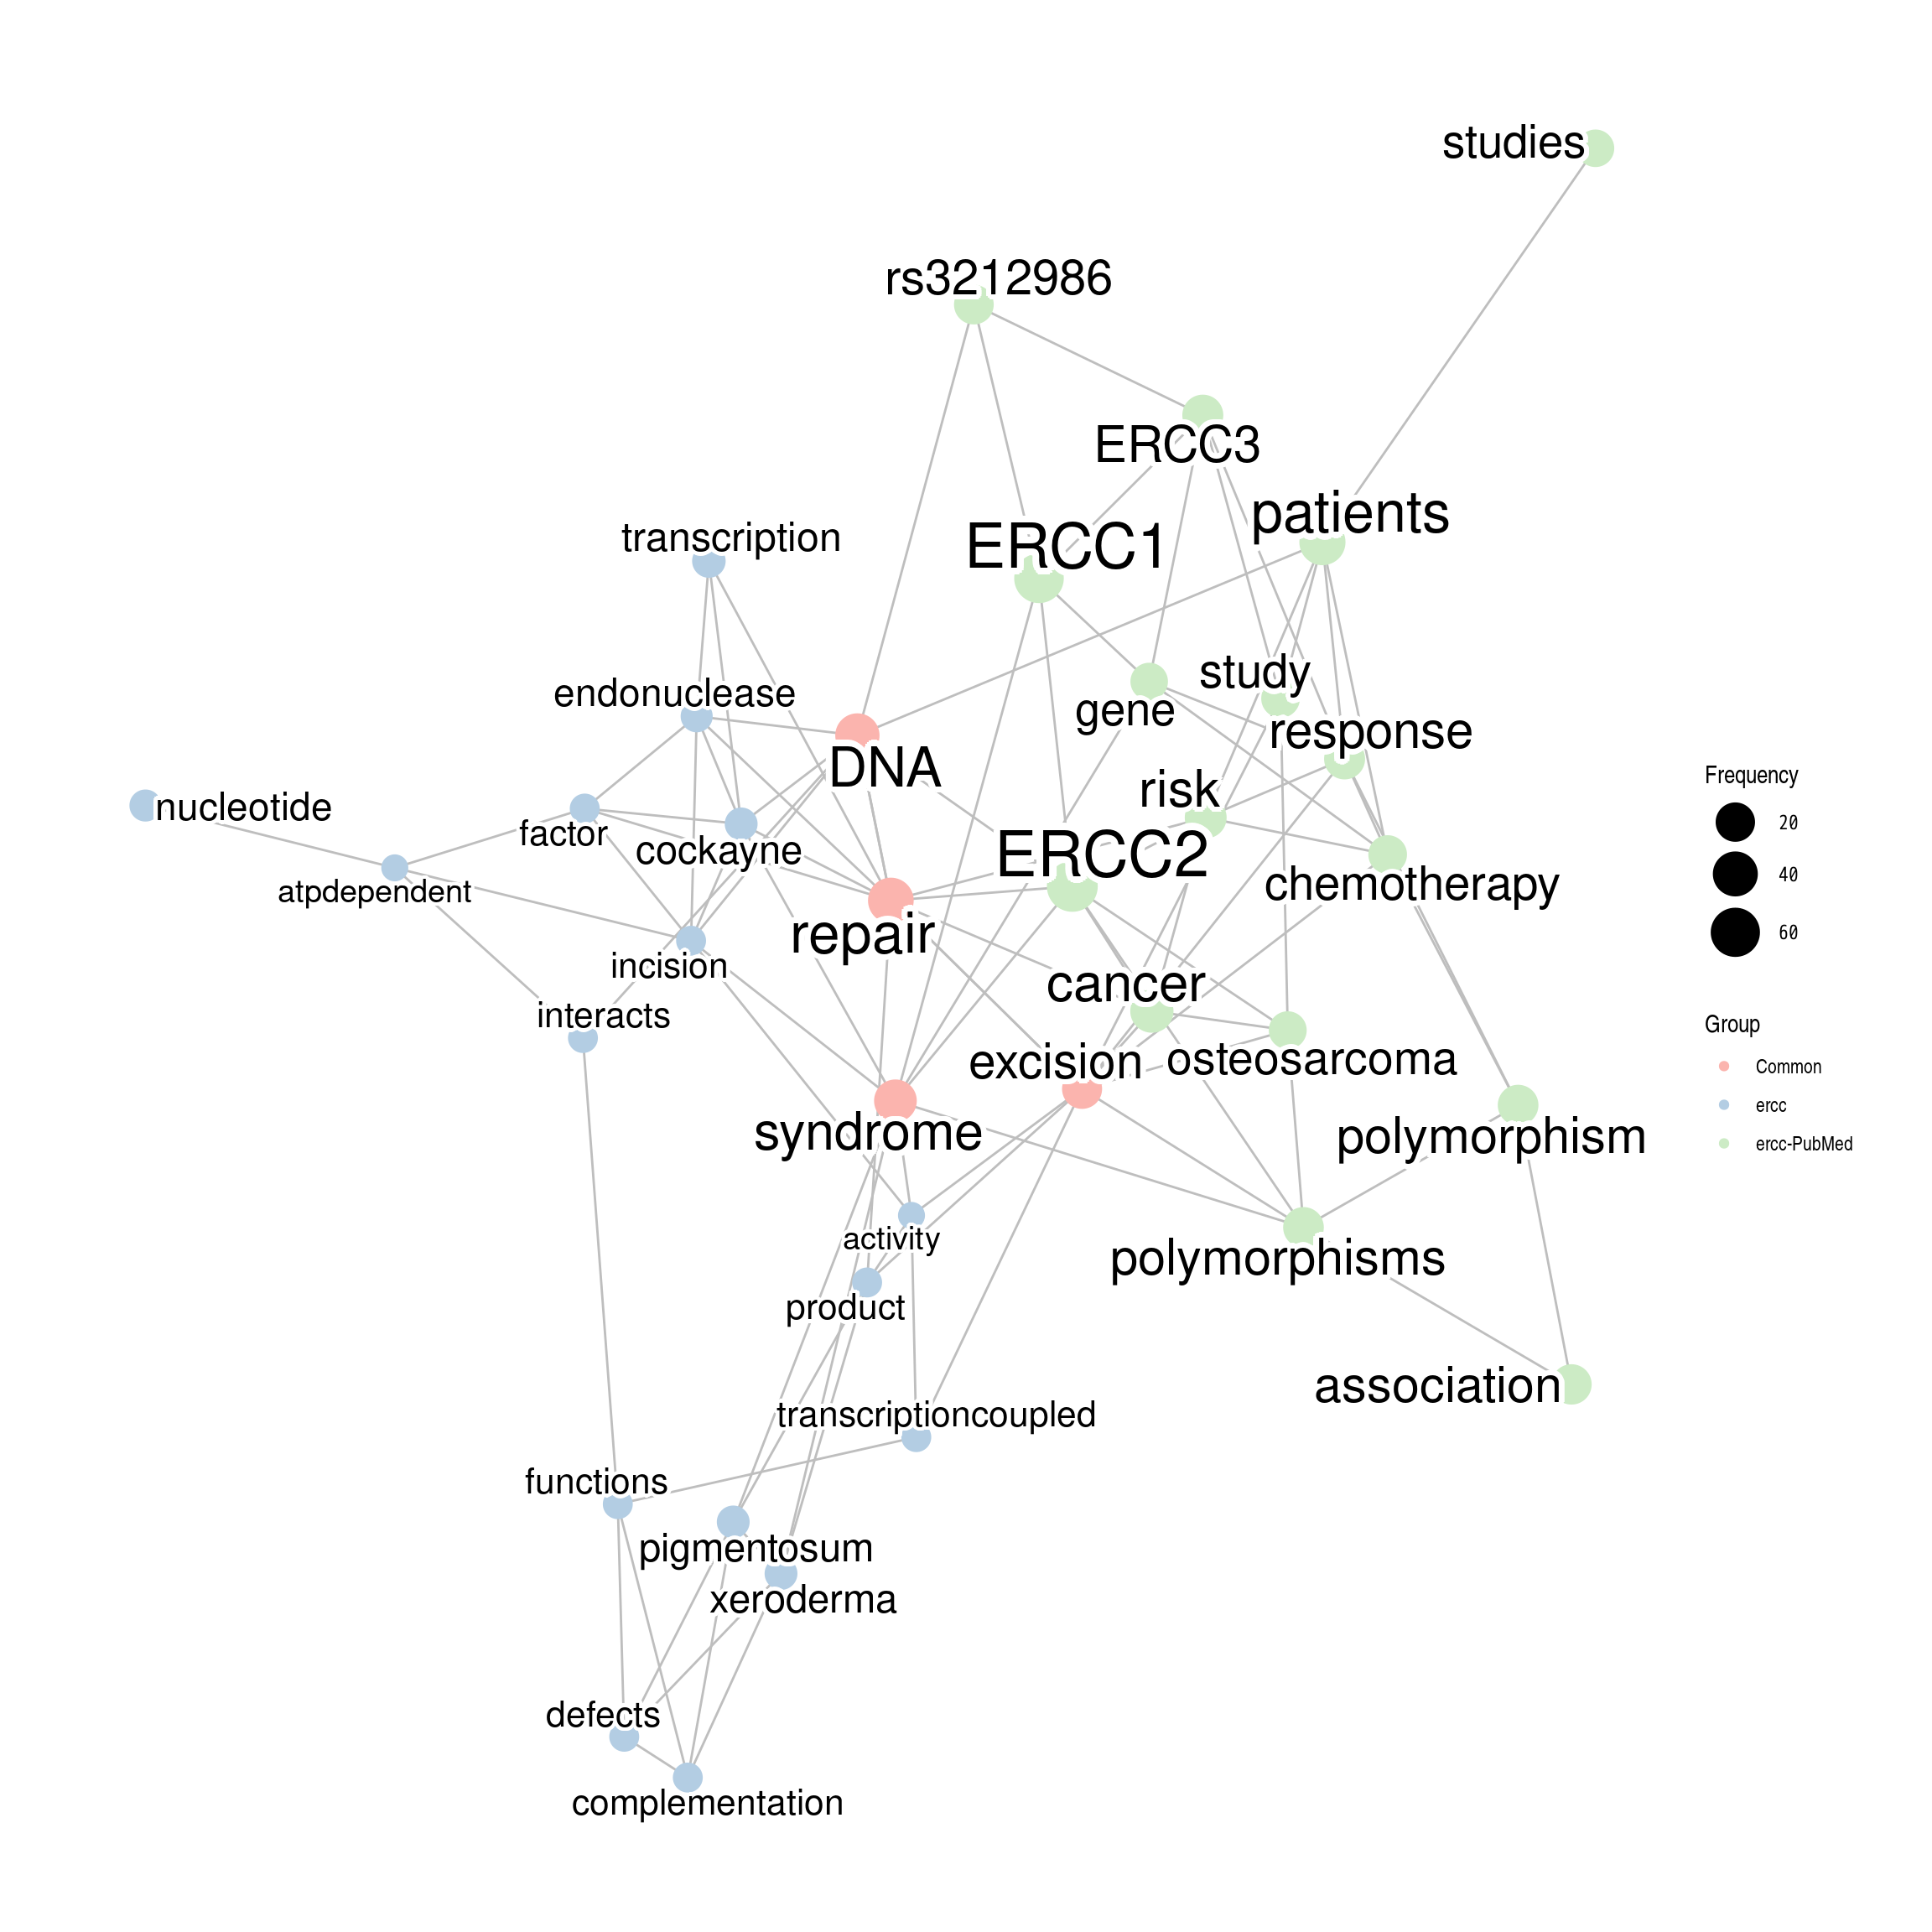 studies
rs3212986
ERCC3
patients
transcription
ERCC1
study
endonuclease
gene
response
DNA
risk
nucleotide
factor
cockayne
ERCC2
atpdependent
chemotherapy
repair
incision
cancer
interacts
excision
osteosarcoma
syndrome
polymorphism
activity
polymorphisms
product
association
transcriptioncoupled
functions
pigmentosum
xeroderma
defects
complementation
Frequency
20
40
60
Group
Common
ercc
ercc-PubMed